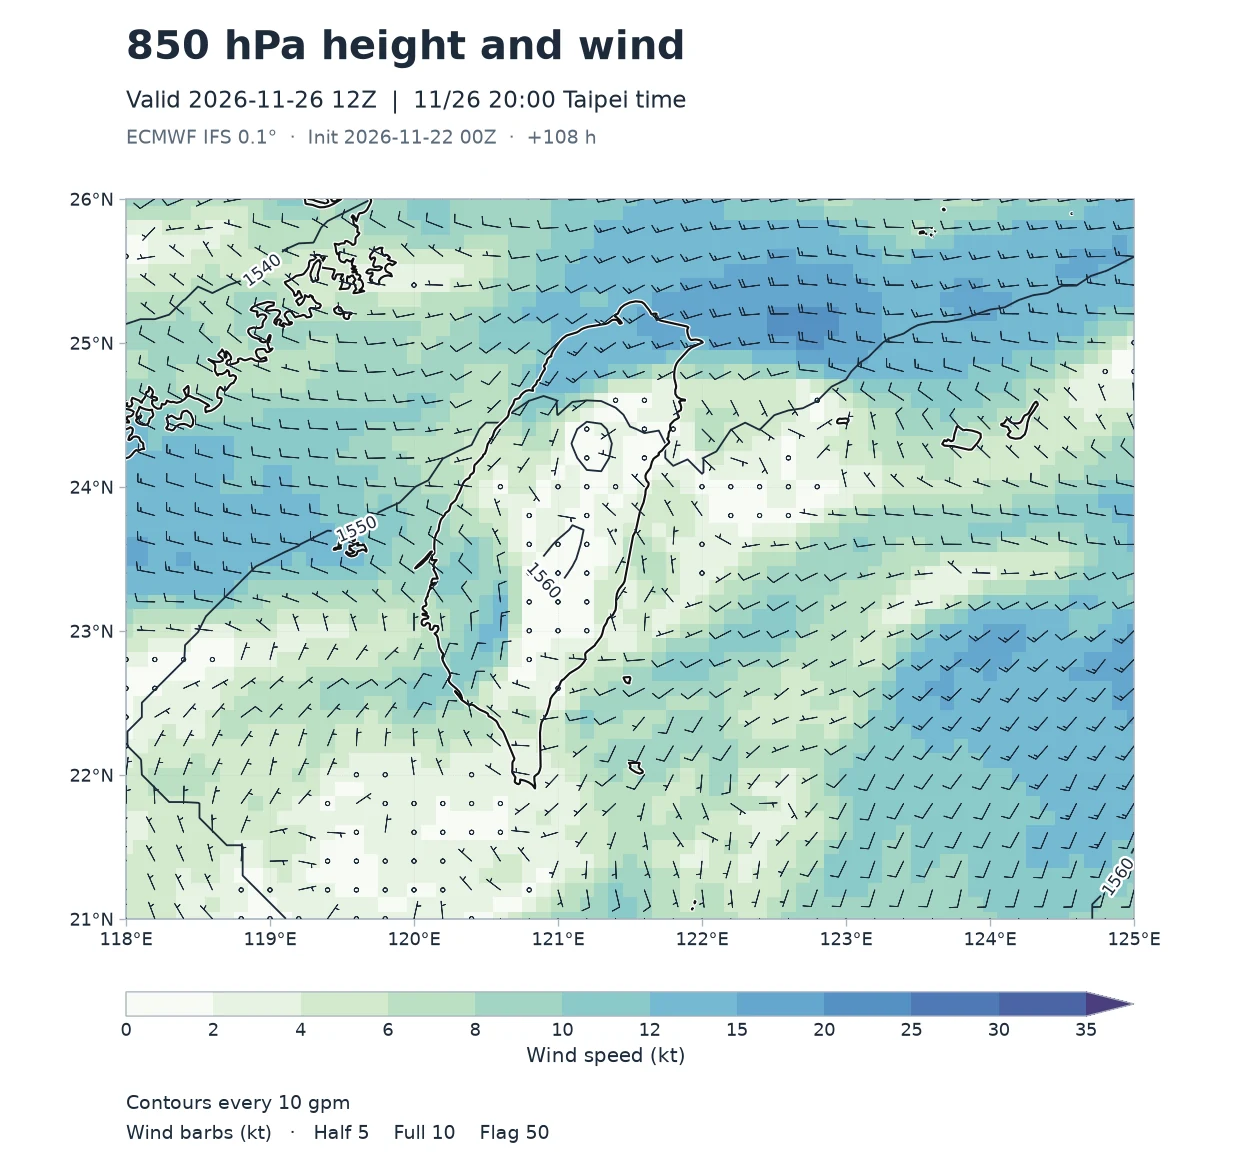 850 hPa height and wind
Valid 2026-11-26 12Z | 11/26 20:00 Taipei time
ECMWF IFS 0.1° · Init 2026-11-22 00Z · +108 h
26°N
25°N
24°N
23°N
22°N
21°N
1540
1550
1560
1560
118°E 119°E 120°E 121°E 122°E 123°E 124°E 125°E
0 2 4 6 8 10 12 15 20 25 30 35
Wind speed (kt)
Contours every 10 gpm
Wind barbs (kt) · Half 5 Full 10 Flag 50